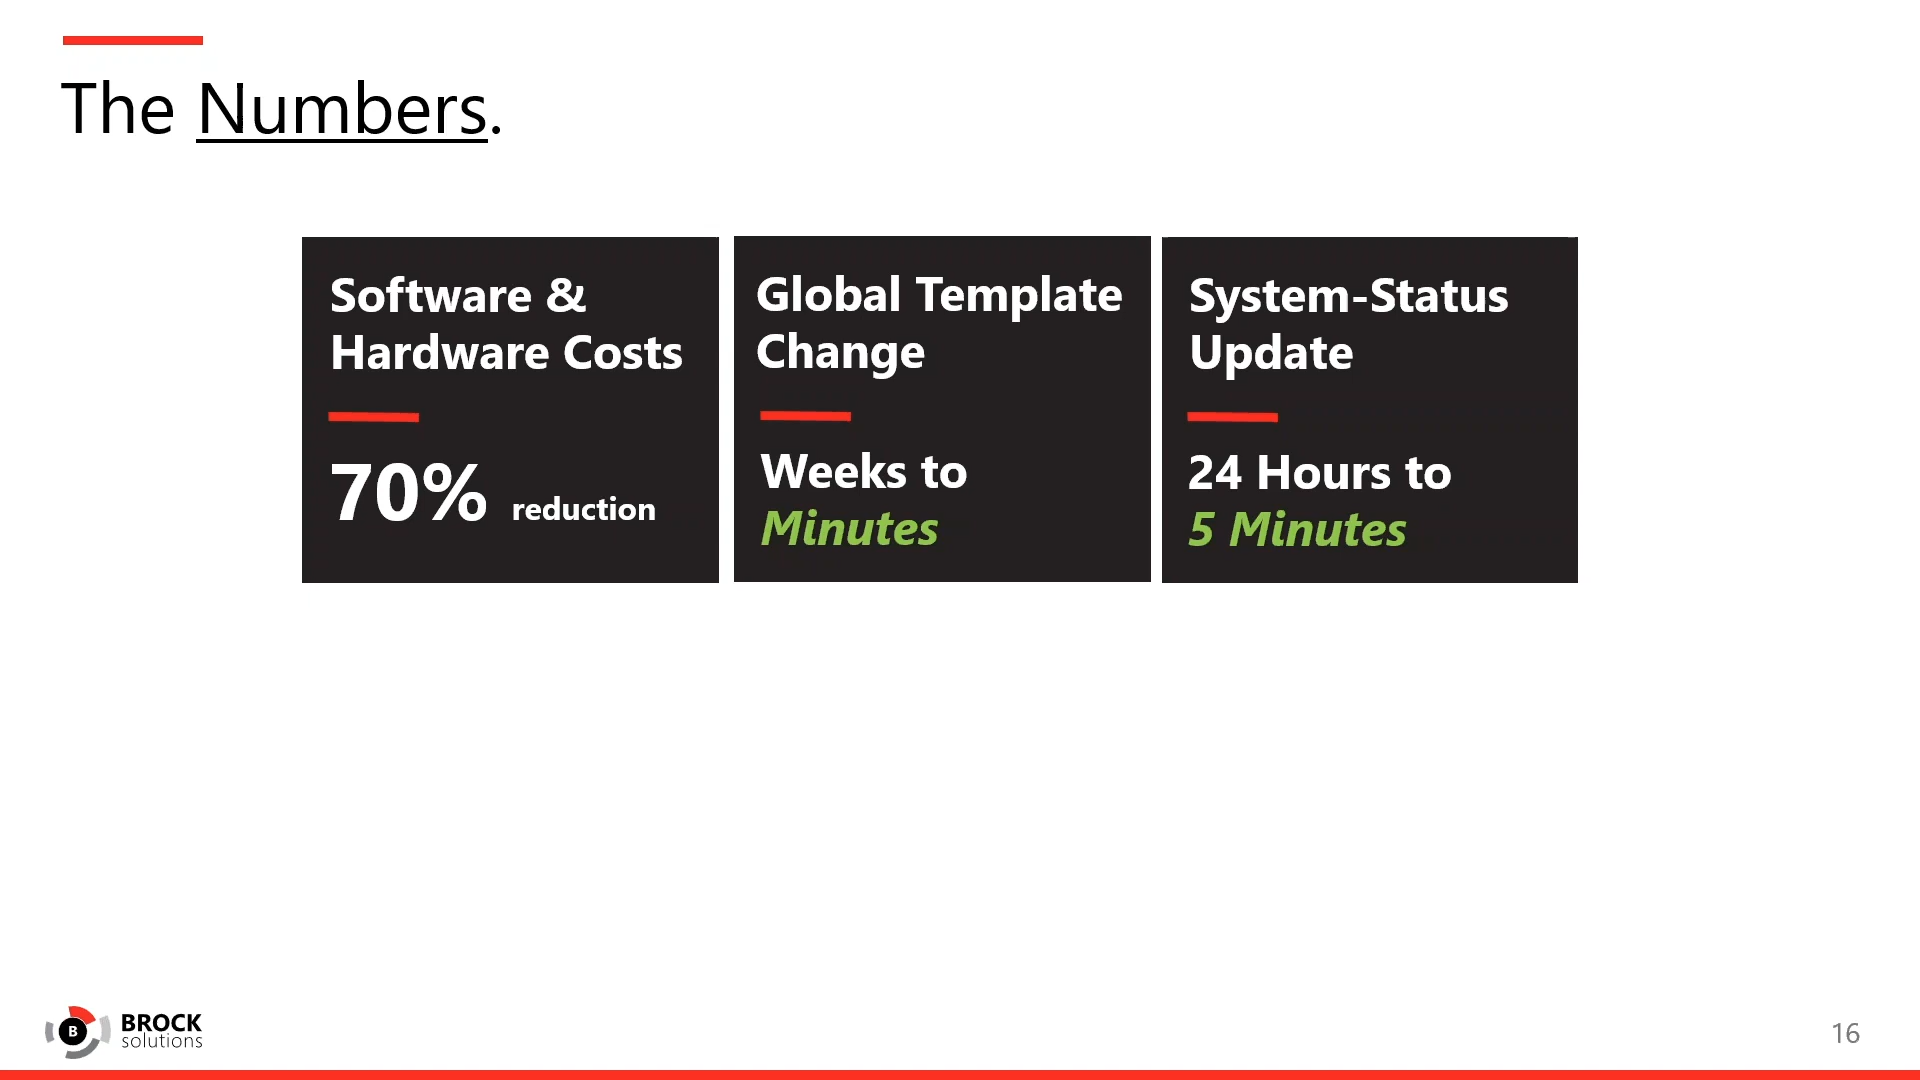 The Numbers.
Software &
Hardware Costs
70% reduction
Global Template
Change
Weeks to
Minutes
System-Status
Update
24 Hours to
5 Minutes
B
BROCK
solutions
16